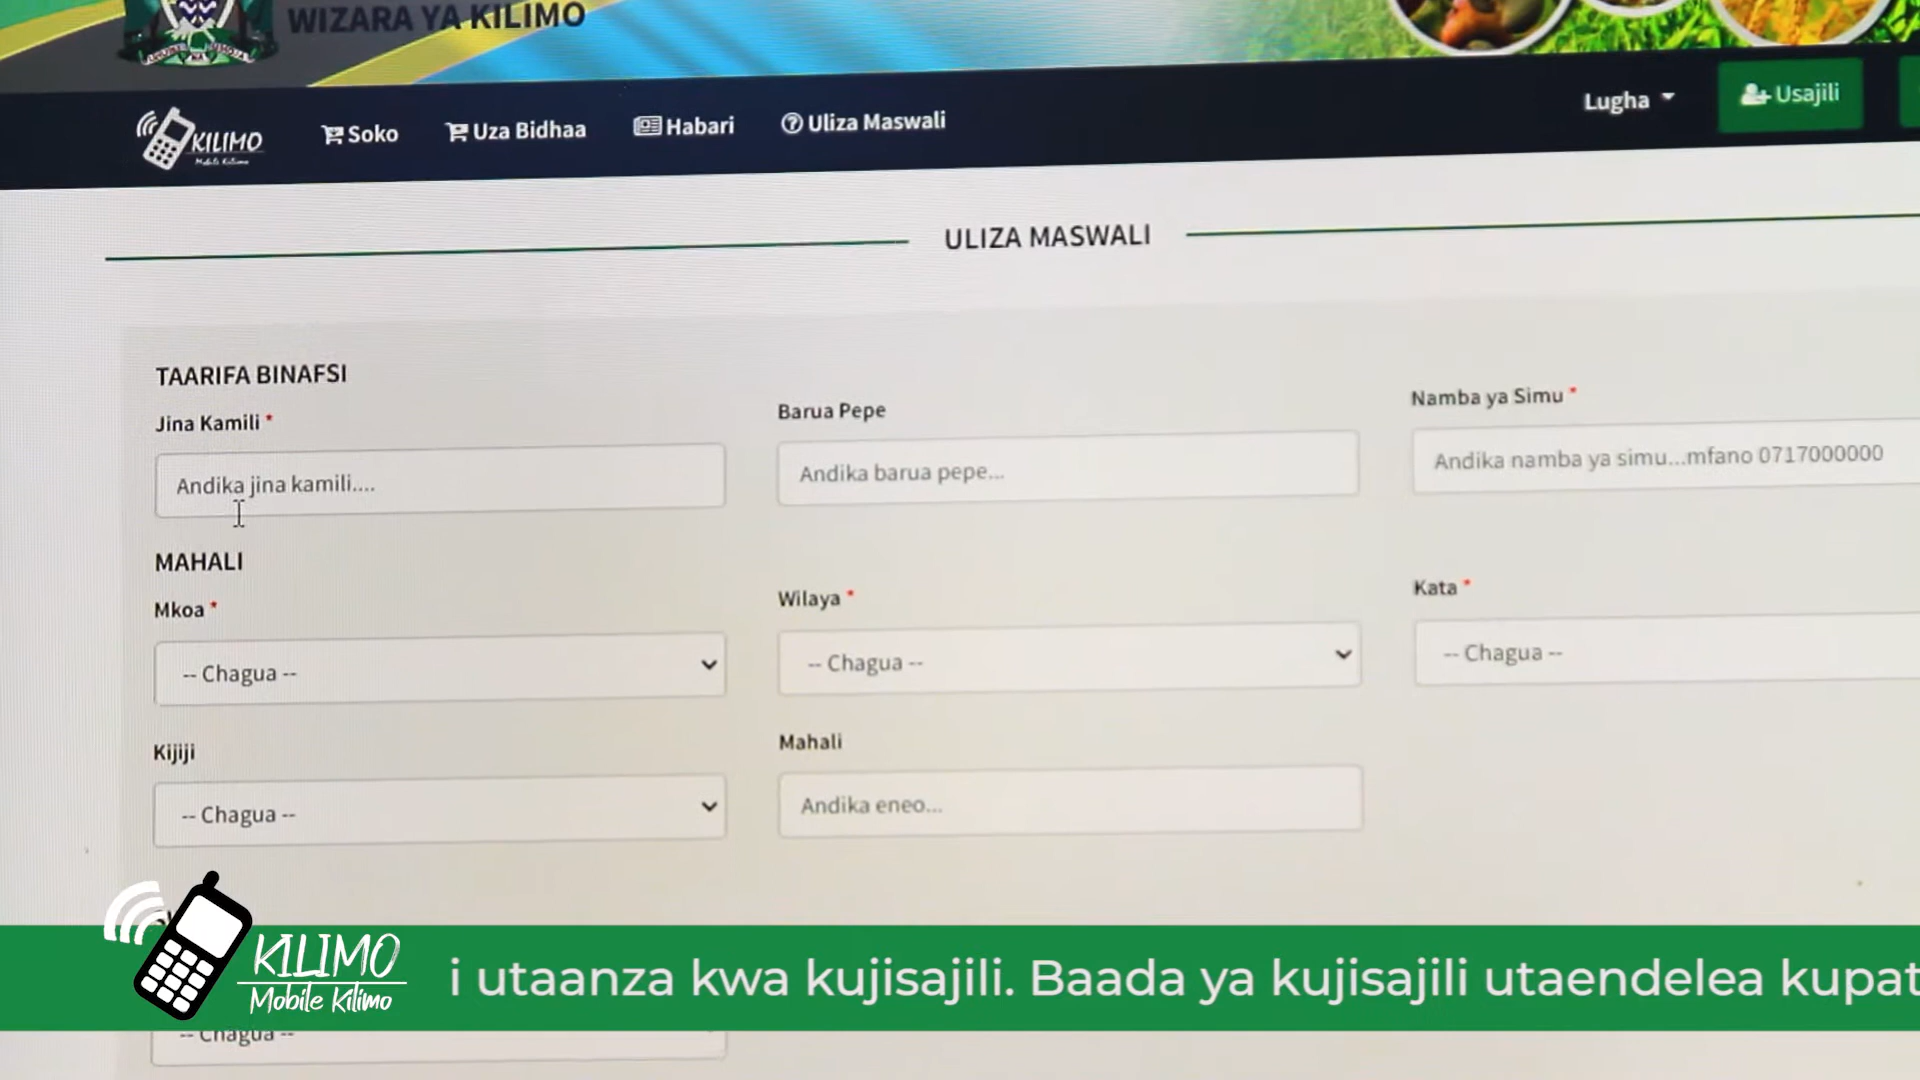 WIZARA YA KILIMO
KILIMO
Mobile Kilimo
Soko
Uza Bidhaa
Habari
Uliza Maswali
Lugha
Usajili
ULIZA MASWALI
TAARIFA BINAFSI
Jina Kamili *
Andika jina kamili....
Barua Pepe
Andika barua pepe...
Namba ya Simu *
Andika namba ya simu...mfano 0717000000
MAHALI
Mkoa *
-- Chagua --
Wilaya *
-- Chagua --
Kata *
-- Chagua --
Kijiji
-- Chagua --
Mahali
Andika eneo...
KILIMO
Mobile Kilimo
i utaanza kwa kujisajili. Baada ya kujisajili utaendelea kupat
-- Chagua --